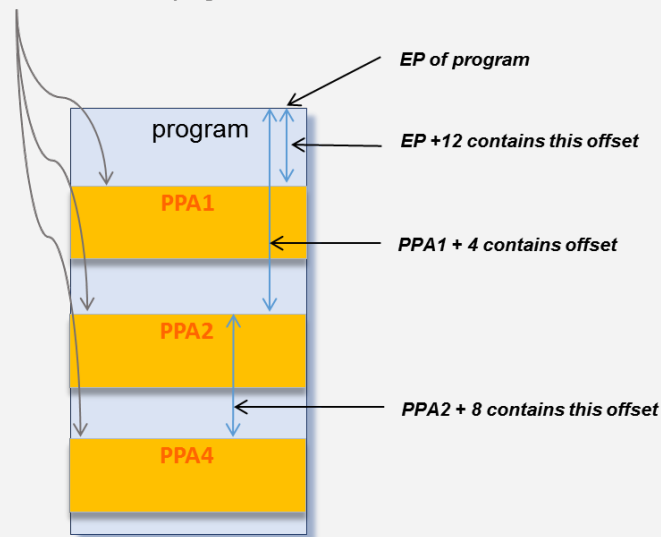 EP of program
program
EP +12 contains this offset
PPA1
PPA1 + 4 contains offset
PPA2
PPA2 + 8 contains this offset
PPA4